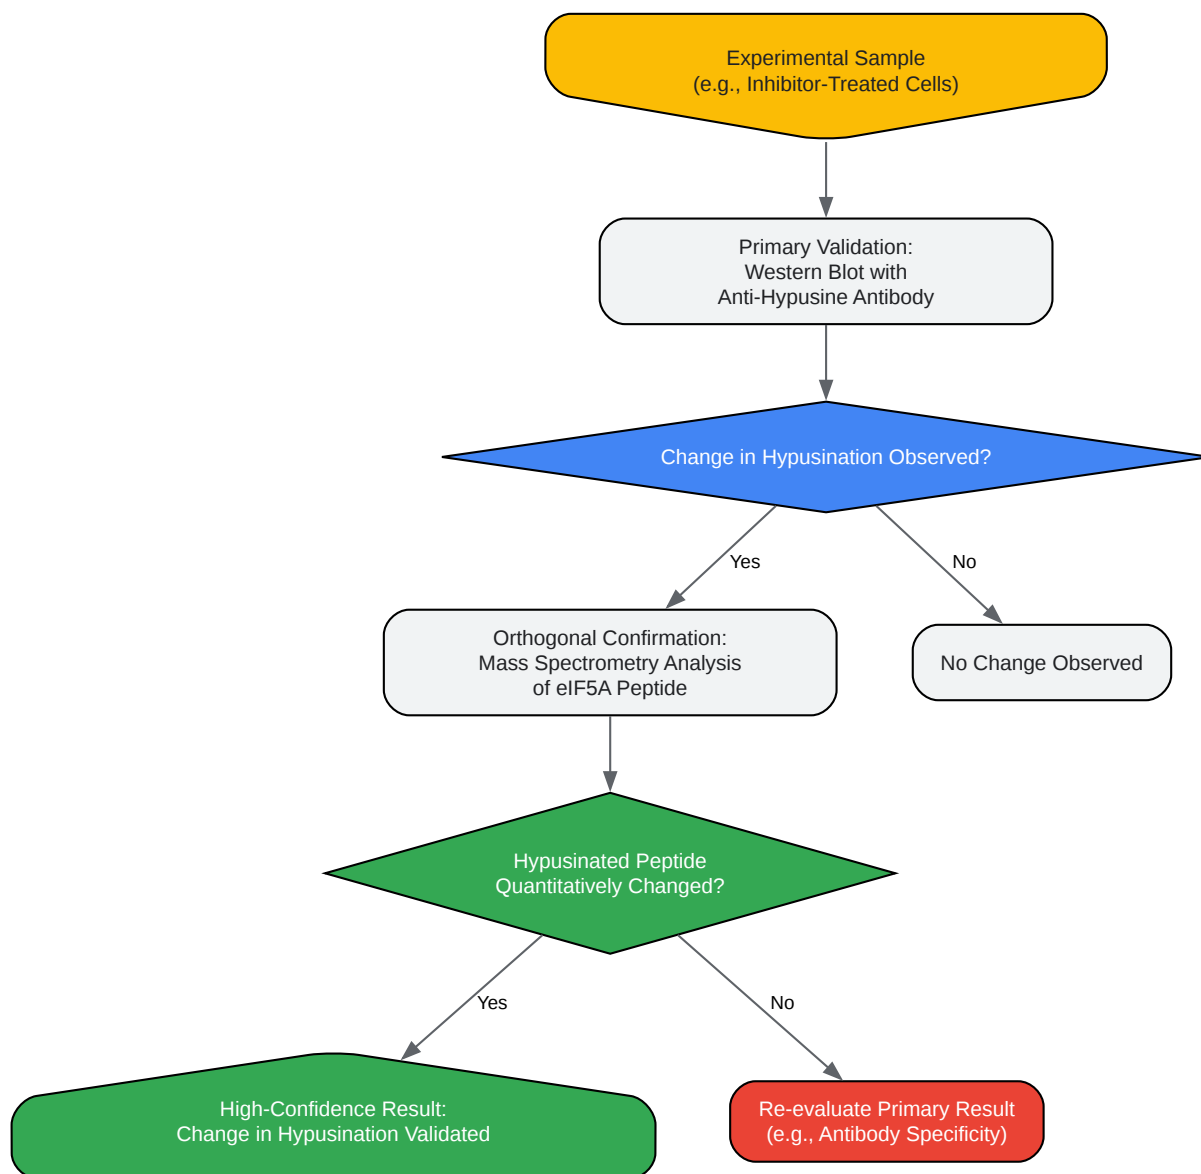 Experimental Sample
(e.g., Inhibitor-Treated Cells)
Primary Validation:
Western Blot with
Anti-Hypusine Antibody
Change in Hypusination Observed?
Yes
No
Orthogonal Confirmation:
Mass Spectrometry Analysis
of eIF5A Peptide
No Change Observed
Hypusinated Peptide
Quantitatively Changed?
Yes
No
High-Confidence Result:
Change in Hypusination Validated
Re-evaluate Primary Result
(e.g., Antibody Specificity)